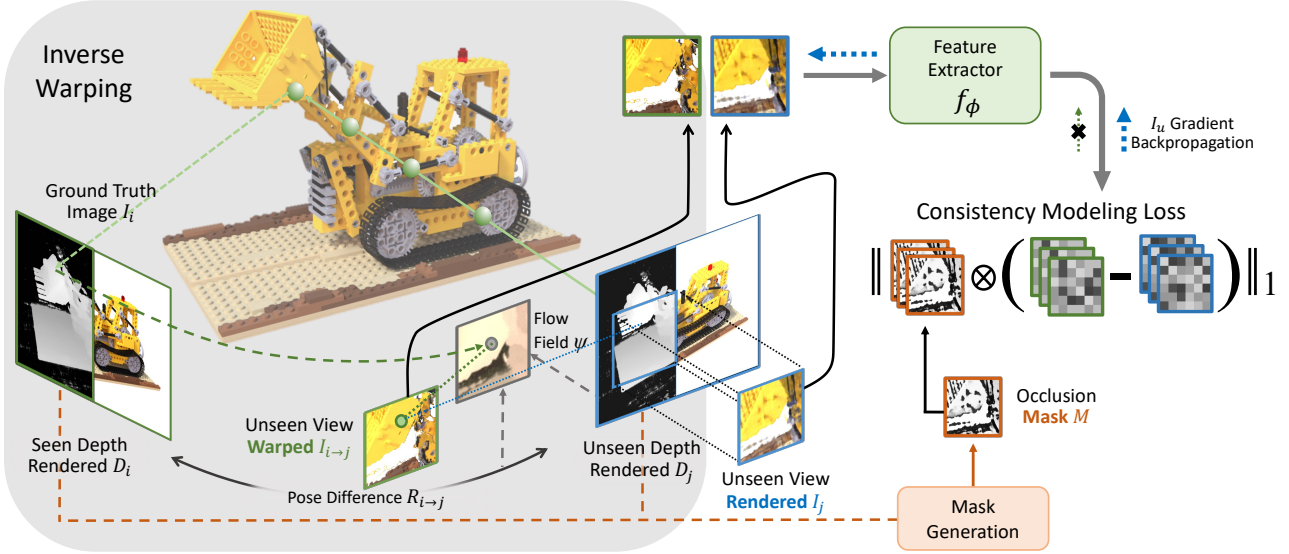 Inverse
Warping
Ground Truth
Image I_i
Seen Depth
Rendered D_i
Unseen View
Warped I_{i→j}
Pose Difference R_{i→j}
Flow
Field ψ
Unseen Depth
Rendered D_j
Unseen View
Rendered I_j
Feature
Extractor
f_ϕ
I_u Gradient
Backpropagation
Consistency Modeling Loss
‖ ⊗ ( − ) ‖_1
Occlusion
Mask M
Mask
Generation